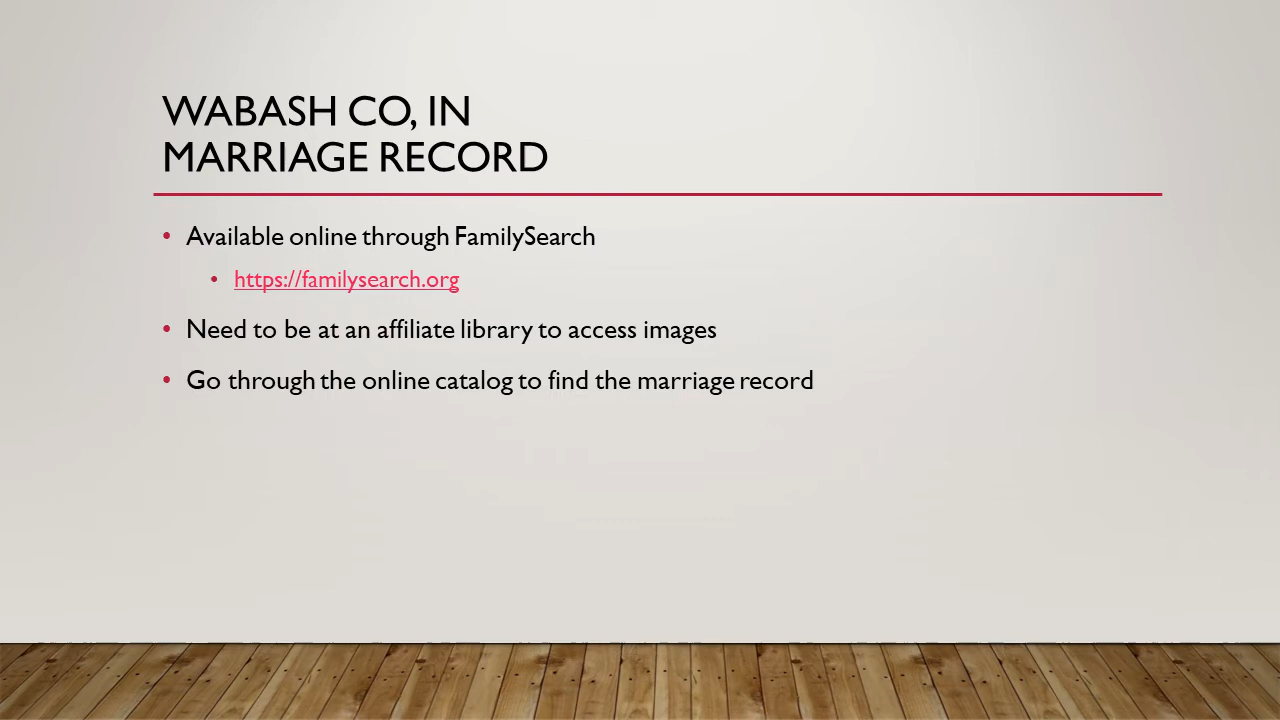 WABASH CO, IN
MARRIAGE RECORD
• Available online through FamilySearch
• https://familysearch.org
• Need to be at an affiliate library to access images
• Go through the online catalog to find the marriage record